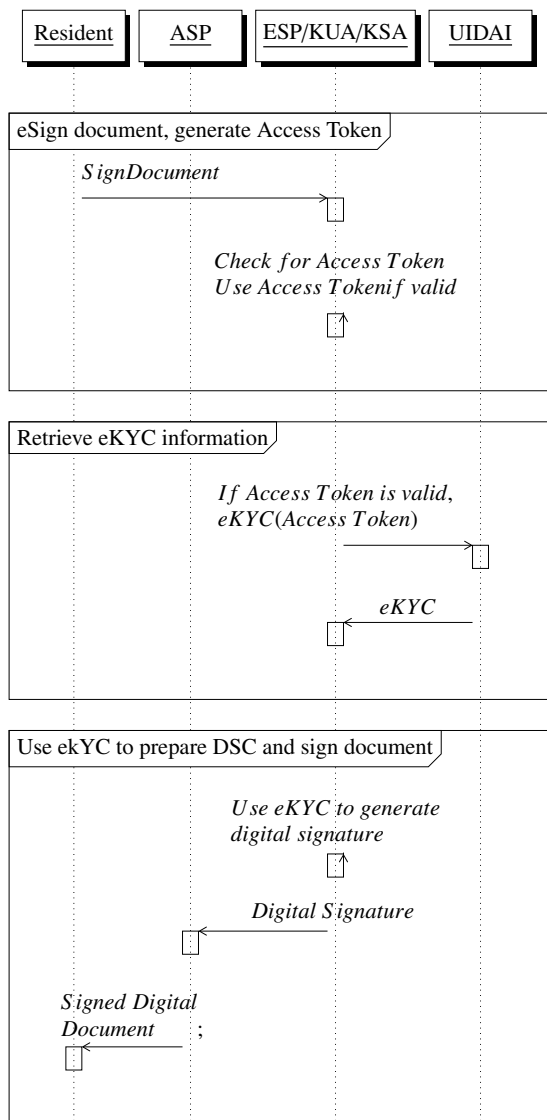 Resident ASP ESP/KUA/KSA UIDAI
eSign document, generate Access Token
SignDocument
Check for Access Token
Use Access Tokenif valid
Retrieve eKYC information
If Access Token is valid,
eKYC(Access Token)
eKYC
Use ekYC to prepare DSC and sign document
Use eKYC to generate
digital signature
Digital Signature
Signed Digital
Document ;